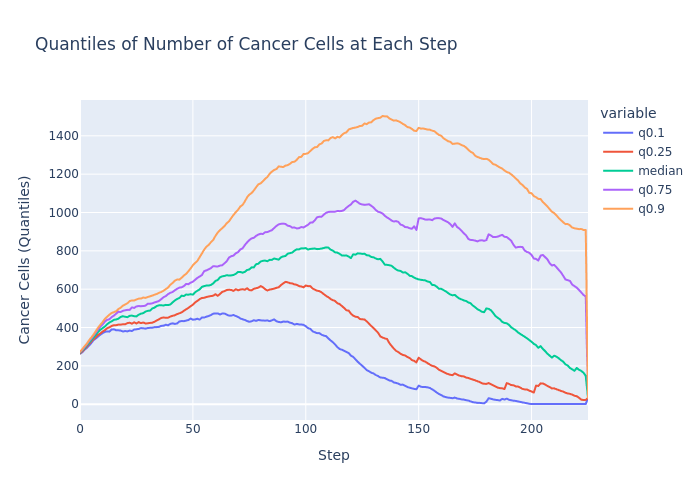 Quantiles of Number of Cancer Cells at Each Step
variable
q0.1
q0.25
median
q0.75
q0.9
Cancer Cells (Quantiles)
1400
1200
1000
800
600
400
200
0
0 50 100 150 200
Step